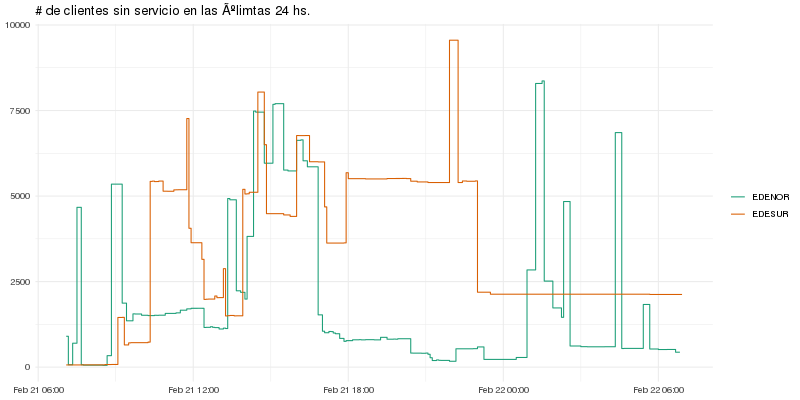 # de clientes sin servicio en las Ãºlimtas 24 hs.
10000
7500
5000
2500
0
Feb 21 06:00 Feb 21 12:00 Feb 21 18:00 Feb 22 00:00 Feb 22 06:00
EDENOR
EDESUR